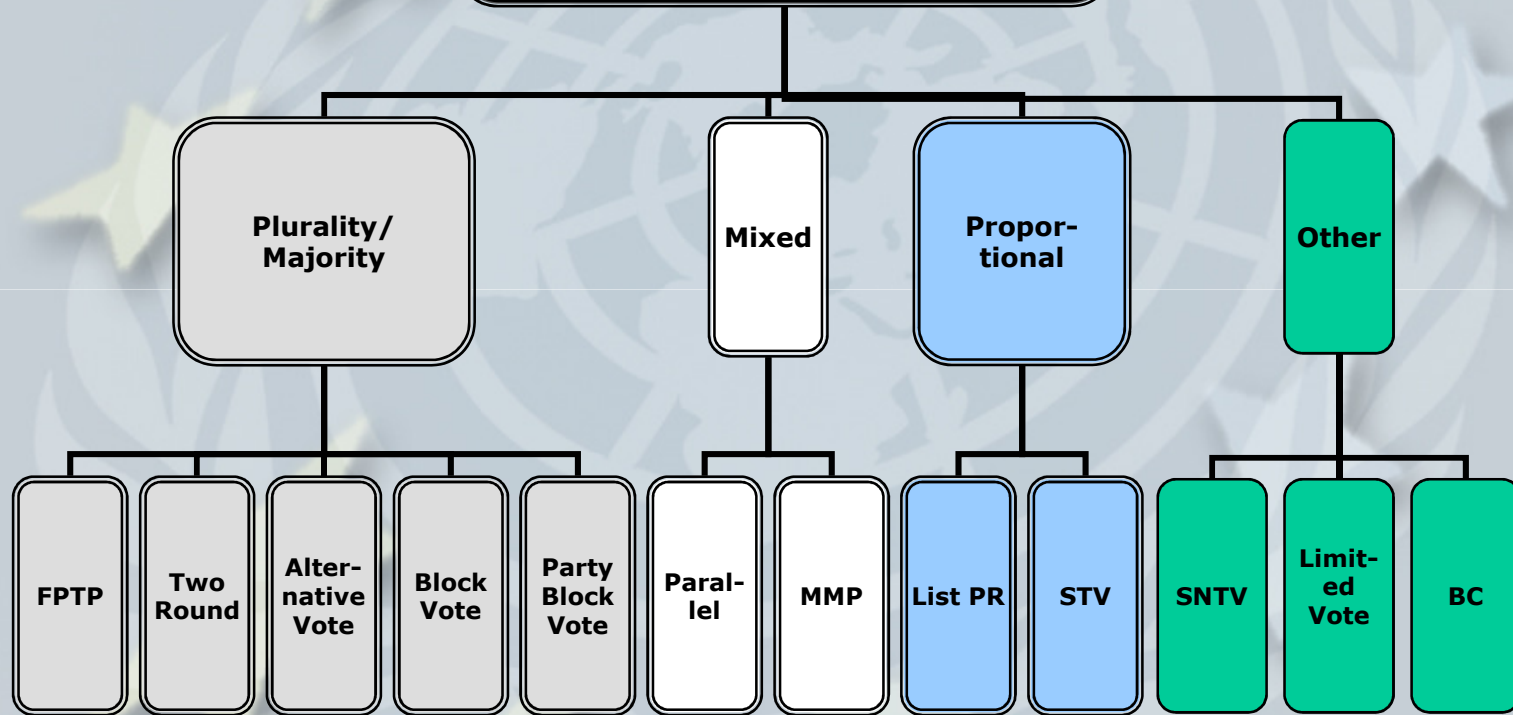 Plurality/
Majority
Mixed
Propor-
tional
Other
FPTP
Two
Round
Alter-
native
Vote
Block
Vote
Party
Block
Vote
Paral-
lel
MMP
List PR
STV
SNTV
Limit-
ed
Vote
BC